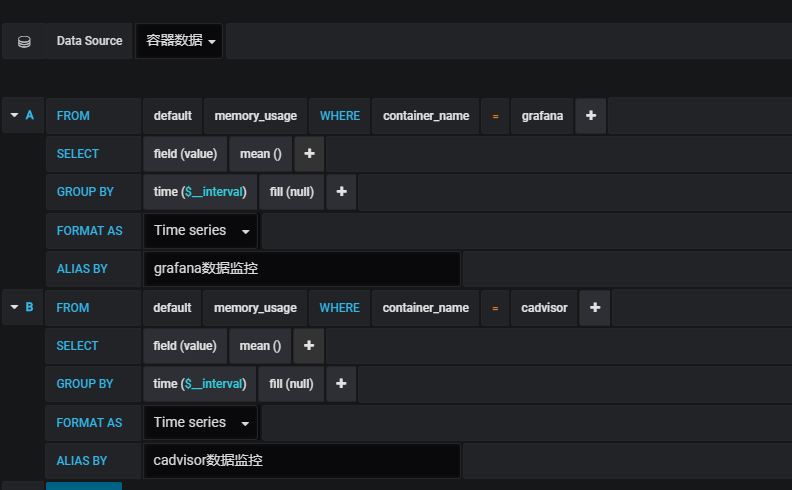 Data Source 容器数据
A FROM default memory_usage WHERE container_name = grafana +
SELECT field (value) mean () +
GROUP BY time ($__interval) fill (null) +
FORMAT AS Time series
ALIAS BY grafana数据监控
B FROM default memory_usage WHERE container_name = cadvisor +
SELECT field (value) mean () +
GROUP BY time ($__interval) fill (null) +
FORMAT AS Time series
ALIAS BY cadvisor数据监控